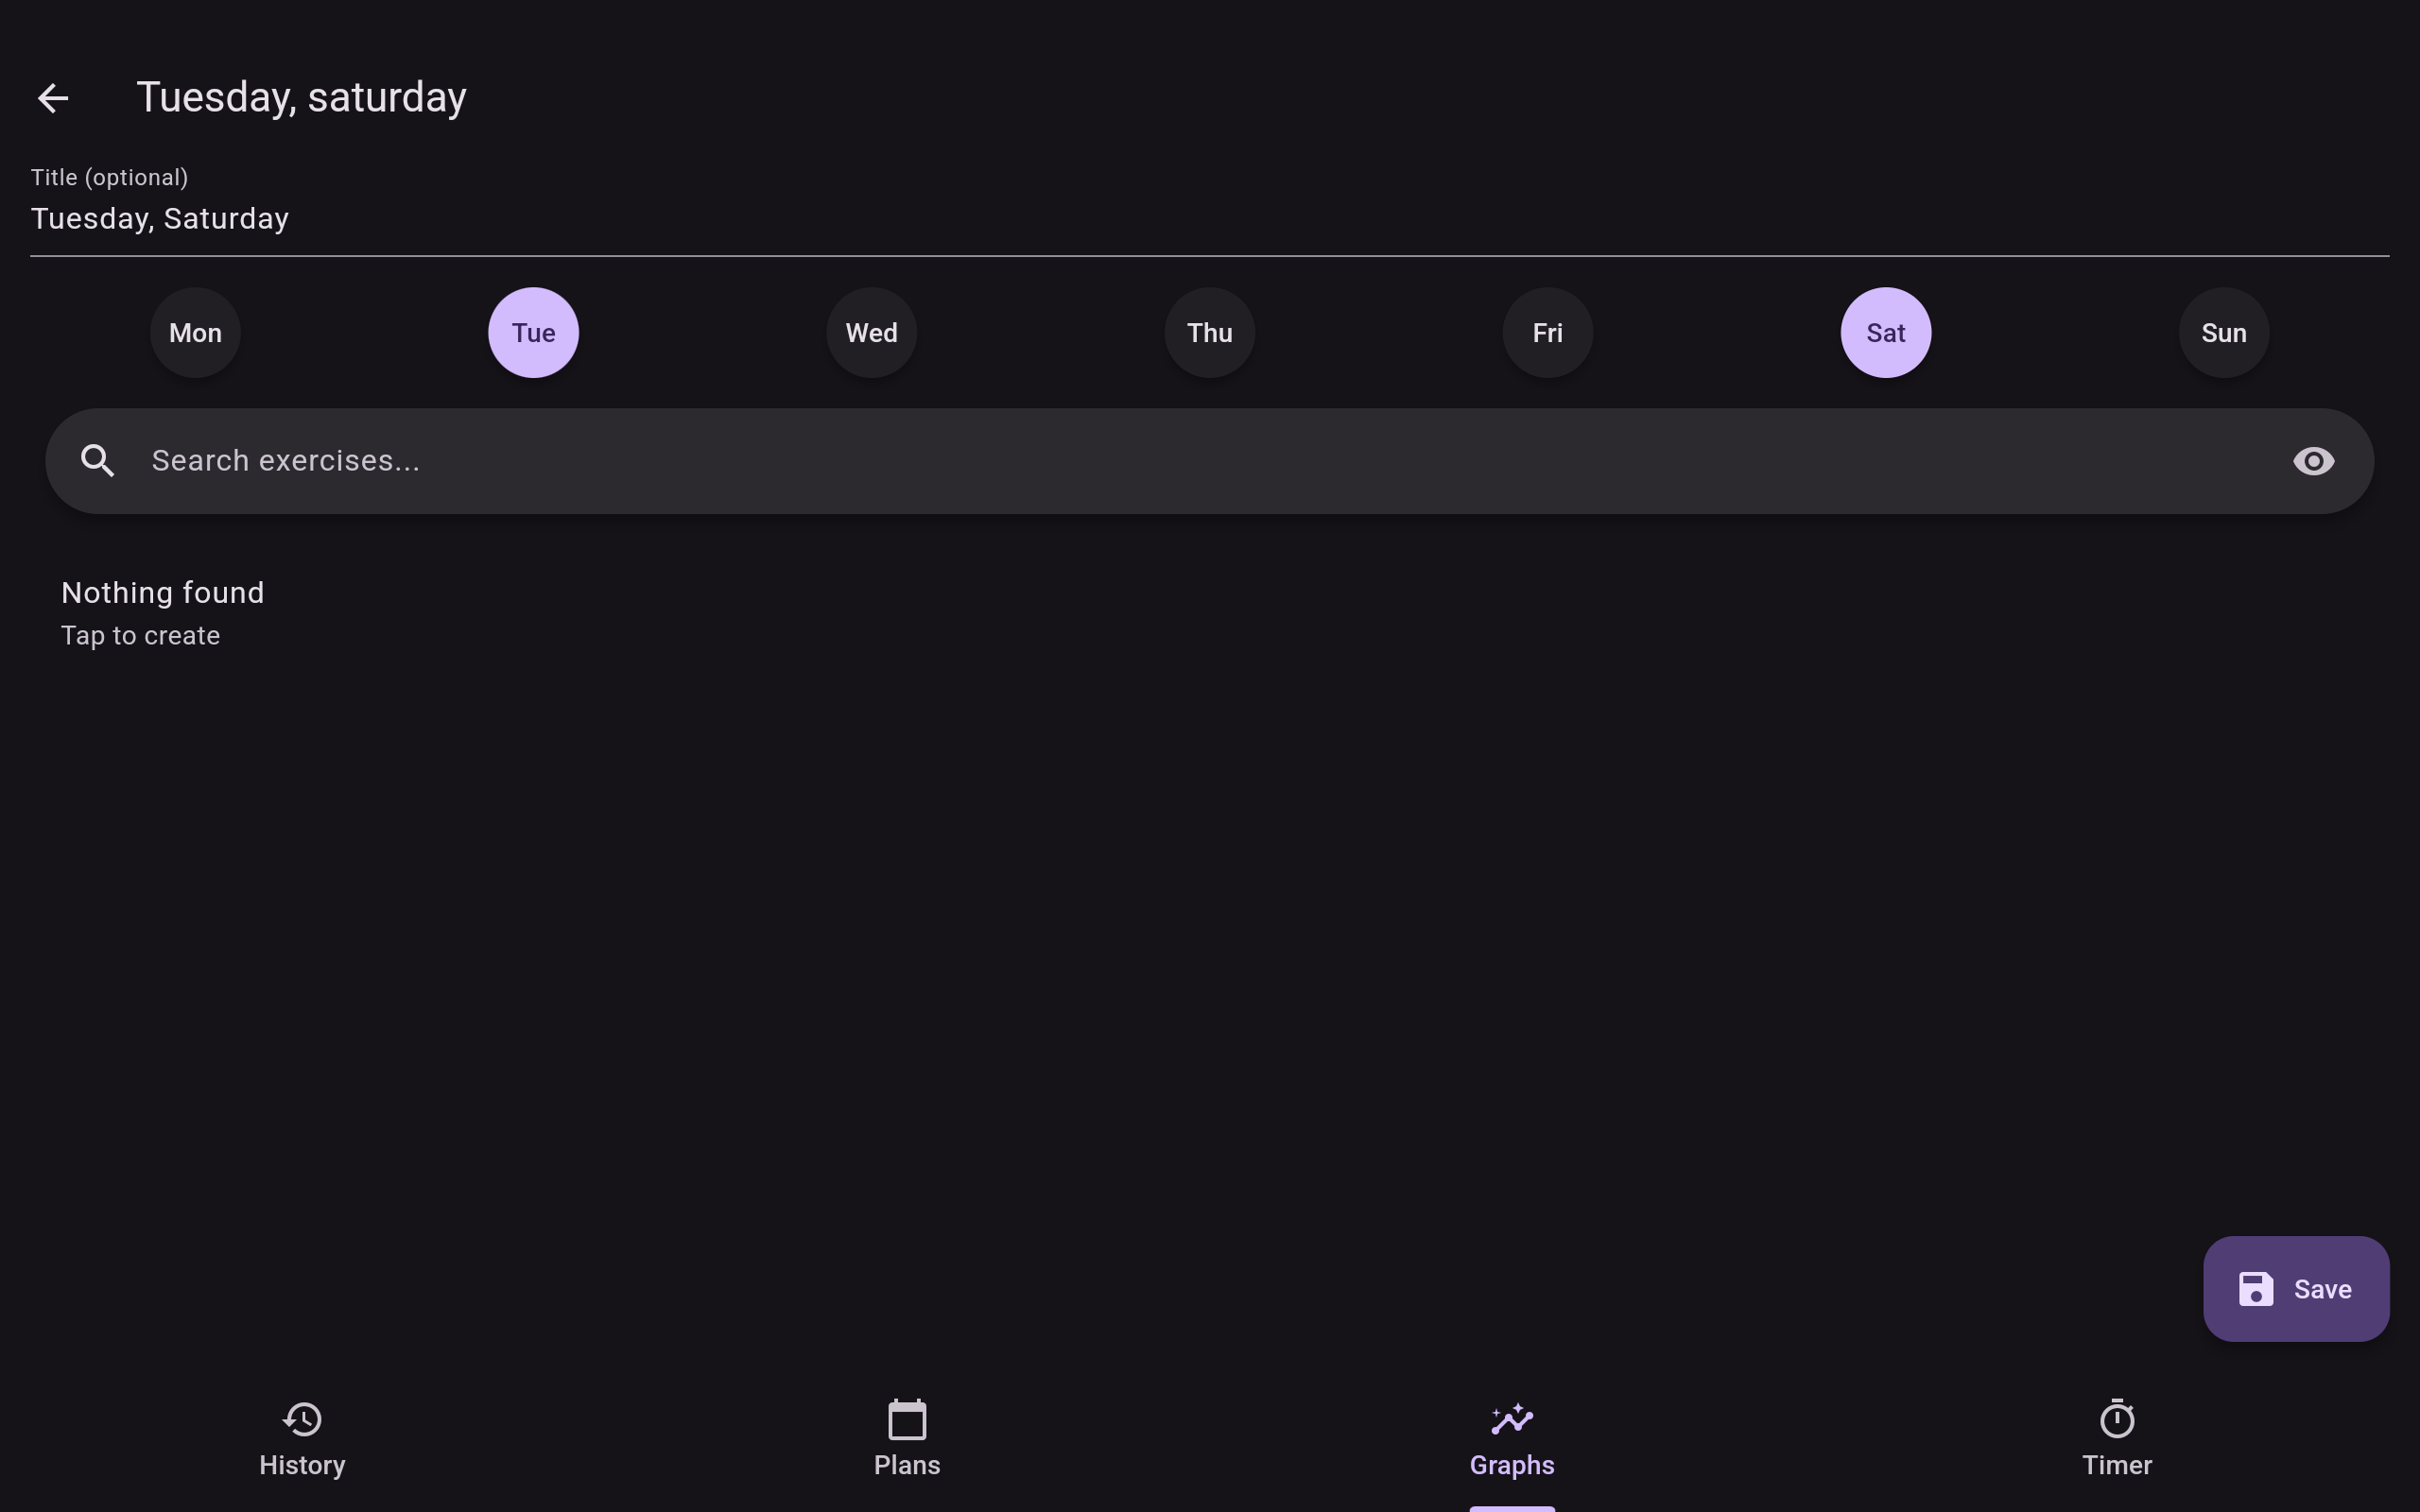 Tuesday, saturday
Title (optional)
Tuesday, Saturday
Mon Tue Wed Thu Fri Sat Sun
Search exercises...
Nothing found
Tap to create
Save
History Plans Graphs Timer